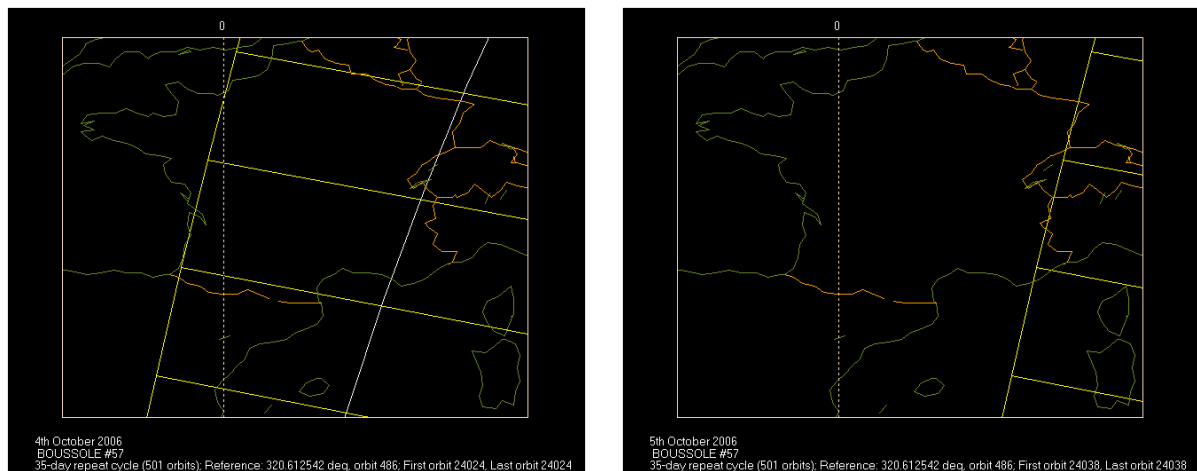 0
4th October 2006
BOUSSOLE #57
35-day repeat cycle (501 orbits); Reference: 320.612542 deg, orbit 486; First orbit 24024, Last orbit 24024
0
5th October 2006
BOUSSOLE #57
35-day repeat cycle (501 orbits); Reference: 320.612542 deg, orbit 486; First orbit 24038, Last orbit 24038